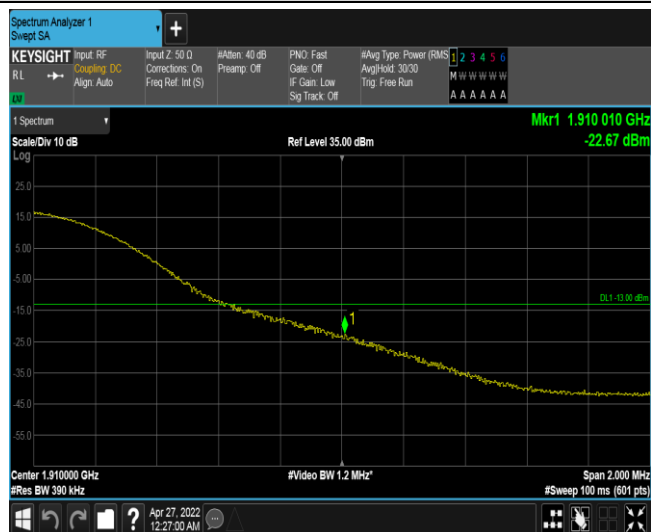 Spectrum Analyzer 1
Swept SA
+
KEYSIGHT Input: RF Input Z: 50 Ω #Atten: 40 dB PNO: Fast #Avg Type: Power (RMS 1 2 3 4 5 6
RL Coupling: DC Corrections: On Preamp: Off Gate: Off Avg|Hold: 30/30 M W W W W W
Align: Auto Freq Ref: Int (S) IF Gain: Low Trig: Free Run
Sig Track: Off A A A A A A
1 Spectrum
Mkr1 1.910 010 GHz
Scale/Div 10 dB Ref Level 35.00 dBm -22.67 dBm
Log
25.0
15.0
5.00
-5.00
DL1 -13.00 dBm
-15.0
1
-25.0
-35.0
-45.0
-55.0
Center 1.910000 GHz #Video BW 1.2 MHz* Span 2.000 MHz
#Res BW 390 kHz #Sweep 100 ms (601 pts)
? Apr 27, 2022
12:27:00 AM